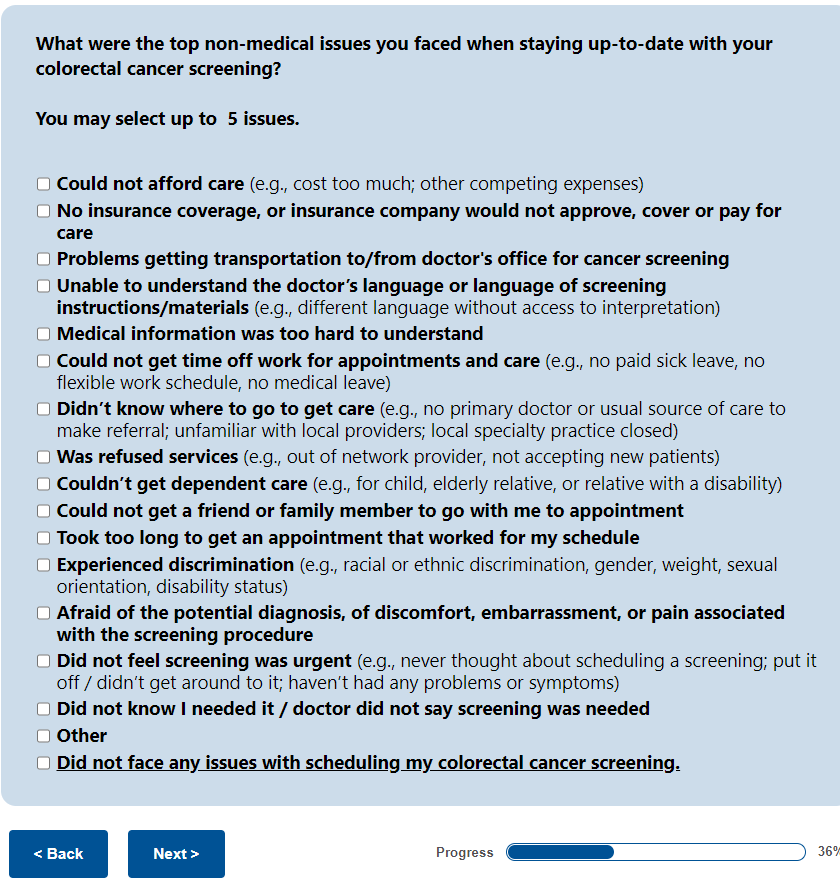 What were the top non-medical issues you faced when staying up-to-date with your
colorectal cancer screening?
You may select up to  5 issues.
Could not afford care (e.g., cost too much; other competing expenses)
No insurance coverage, or insurance company would not approve, cover or pay for
care
Problems getting transportation to/from doctor's office for cancer screening
Unable to understand the doctor’s language or language of screening
instructions/materials (e.g., different language without access to interpretation)
Medical information was too hard to understand
Could not get time off work for appointments and care (e.g., no paid sick leave, no
flexible work schedule, no medical leave)
Didn’t know where to go to get care (e.g., no primary doctor or usual source of care to
make referral; unfamiliar with local providers; local specialty practice closed)
Was refused services (e.g., out of network provider, not accepting new patients)
Couldn’t get dependent care (e.g., for child, elderly relative, or relative with a disability)
Could not get a friend or family member to go with me to appointment
Took too long to get an appointment that worked for my schedule
Experienced discrimination (e.g., racial or ethnic discrimination, gender, weight, sexual
orientation, disability status)
Afraid of the potential diagnosis, of discomfort, embarrassment, or pain associated
with the screening procedure
Did not feel screening was urgent (e.g., never thought about scheduling a screening; put it
off / didn’t get around to it; haven’t had any problems or symptoms)
Did not know I needed it / doctor did not say screening was needed
Other
Did not face any issues with scheduling my colorectal cancer screening.
< Back
Next >
Progress
36%